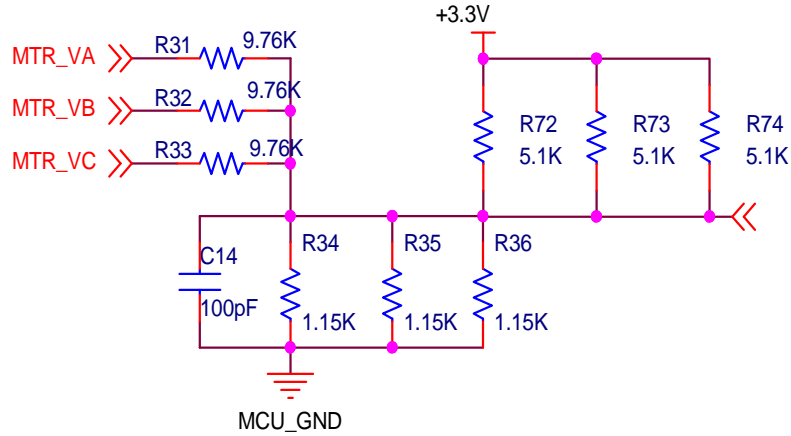 +3.3V
MTR_VA
R31
9.76K
MTR_VB
R32
9.76K
MTR_VC
R33
9.76K
R72
5.1K
R73
5.1K
R74
5.1K
C14
100pF
R34
1.15K
R35
1.15K
R36
1.15K
MCU_GND